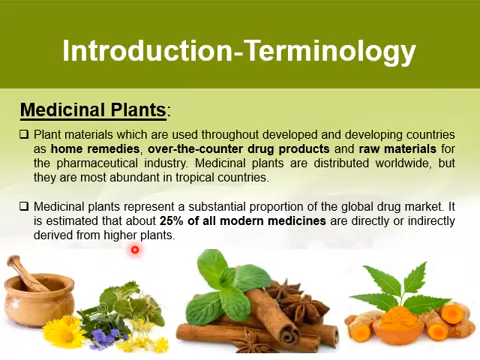 Introduction-Terminology
Medicinal Plants:
❑ Plant materials which are used throughout developed and developing countries
as home remedies, over-the-counter drug products and raw materials for
the pharmaceutical industry. Medicinal plants are distributed worldwide, but
they are most abundant in tropical countries.
❑ Medicinal plants represent a substantial proportion of the global drug market. It
is estimated that about 25% of all modern medicines are directly or indirectly
derived from higher plants.